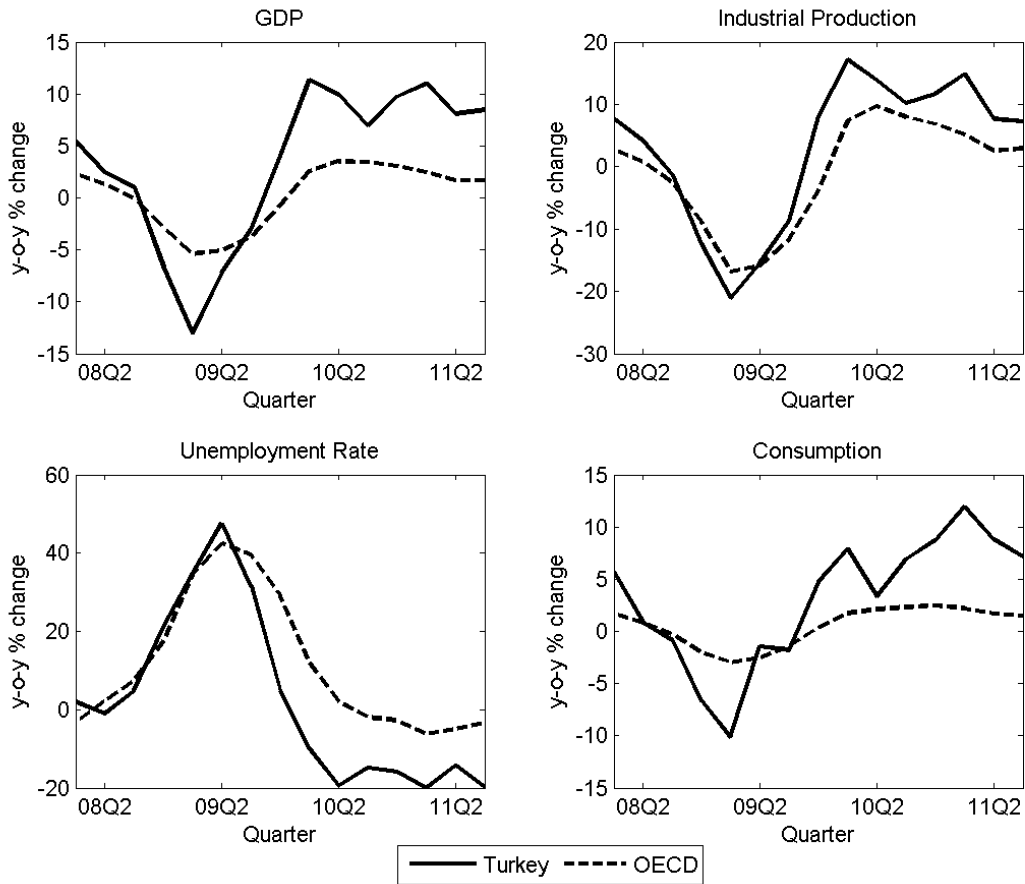 GDP
15
10
5
0
-5
-10
-15
y-o-y % change
08Q2 09Q2 10Q2 11Q2
Quarter
Industrial Production
20
10
0
-10
-20
-30
y-o-y % change
08Q2 09Q2 10Q2 11Q2
Quarter
Unemployment Rate
60
40
20
0
-20
y-o-y % change
08Q2 09Q2 10Q2 11Q2
Quarter
Consumption
15
10
5
0
-5
-10
-15
y-o-y % change
08Q2 09Q2 10Q2 11Q2
Quarter
Turkey OECD